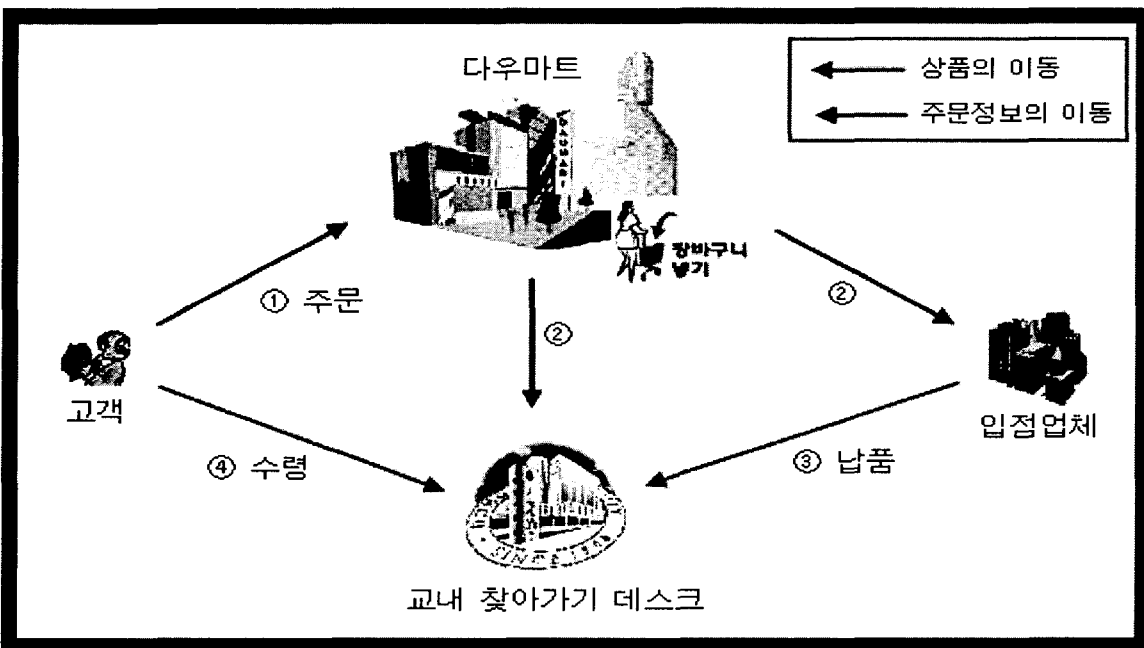 다우마트
상품의 이동
주문정보의 이동
장바구니
넣기
① 주문
②
②
고객
입점업체
④ 수령
③ 납품
SINCE
교내 찾아가기 데스크